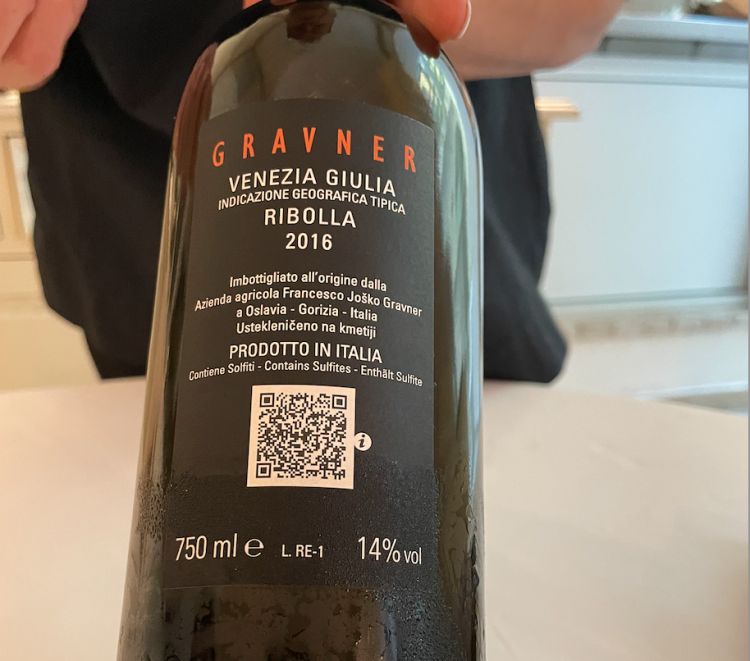 GRAVNER
VENEZIA GIULIA
INDICAZIONE GEOGRAFICA TIPICA
RIBOLLA
2016
Imbottigliato all'origine dalla
Azienda agricola Francesco Joško Gravner
a Oslavia - Gorizia - Italia
Ustekleničeno na kmetiji
PRODOTTO IN ITALIA
Contiene Solfiti - Contains Sulfites - Enthält Sulfite
i
750 ml e L. RE-1 14% vol